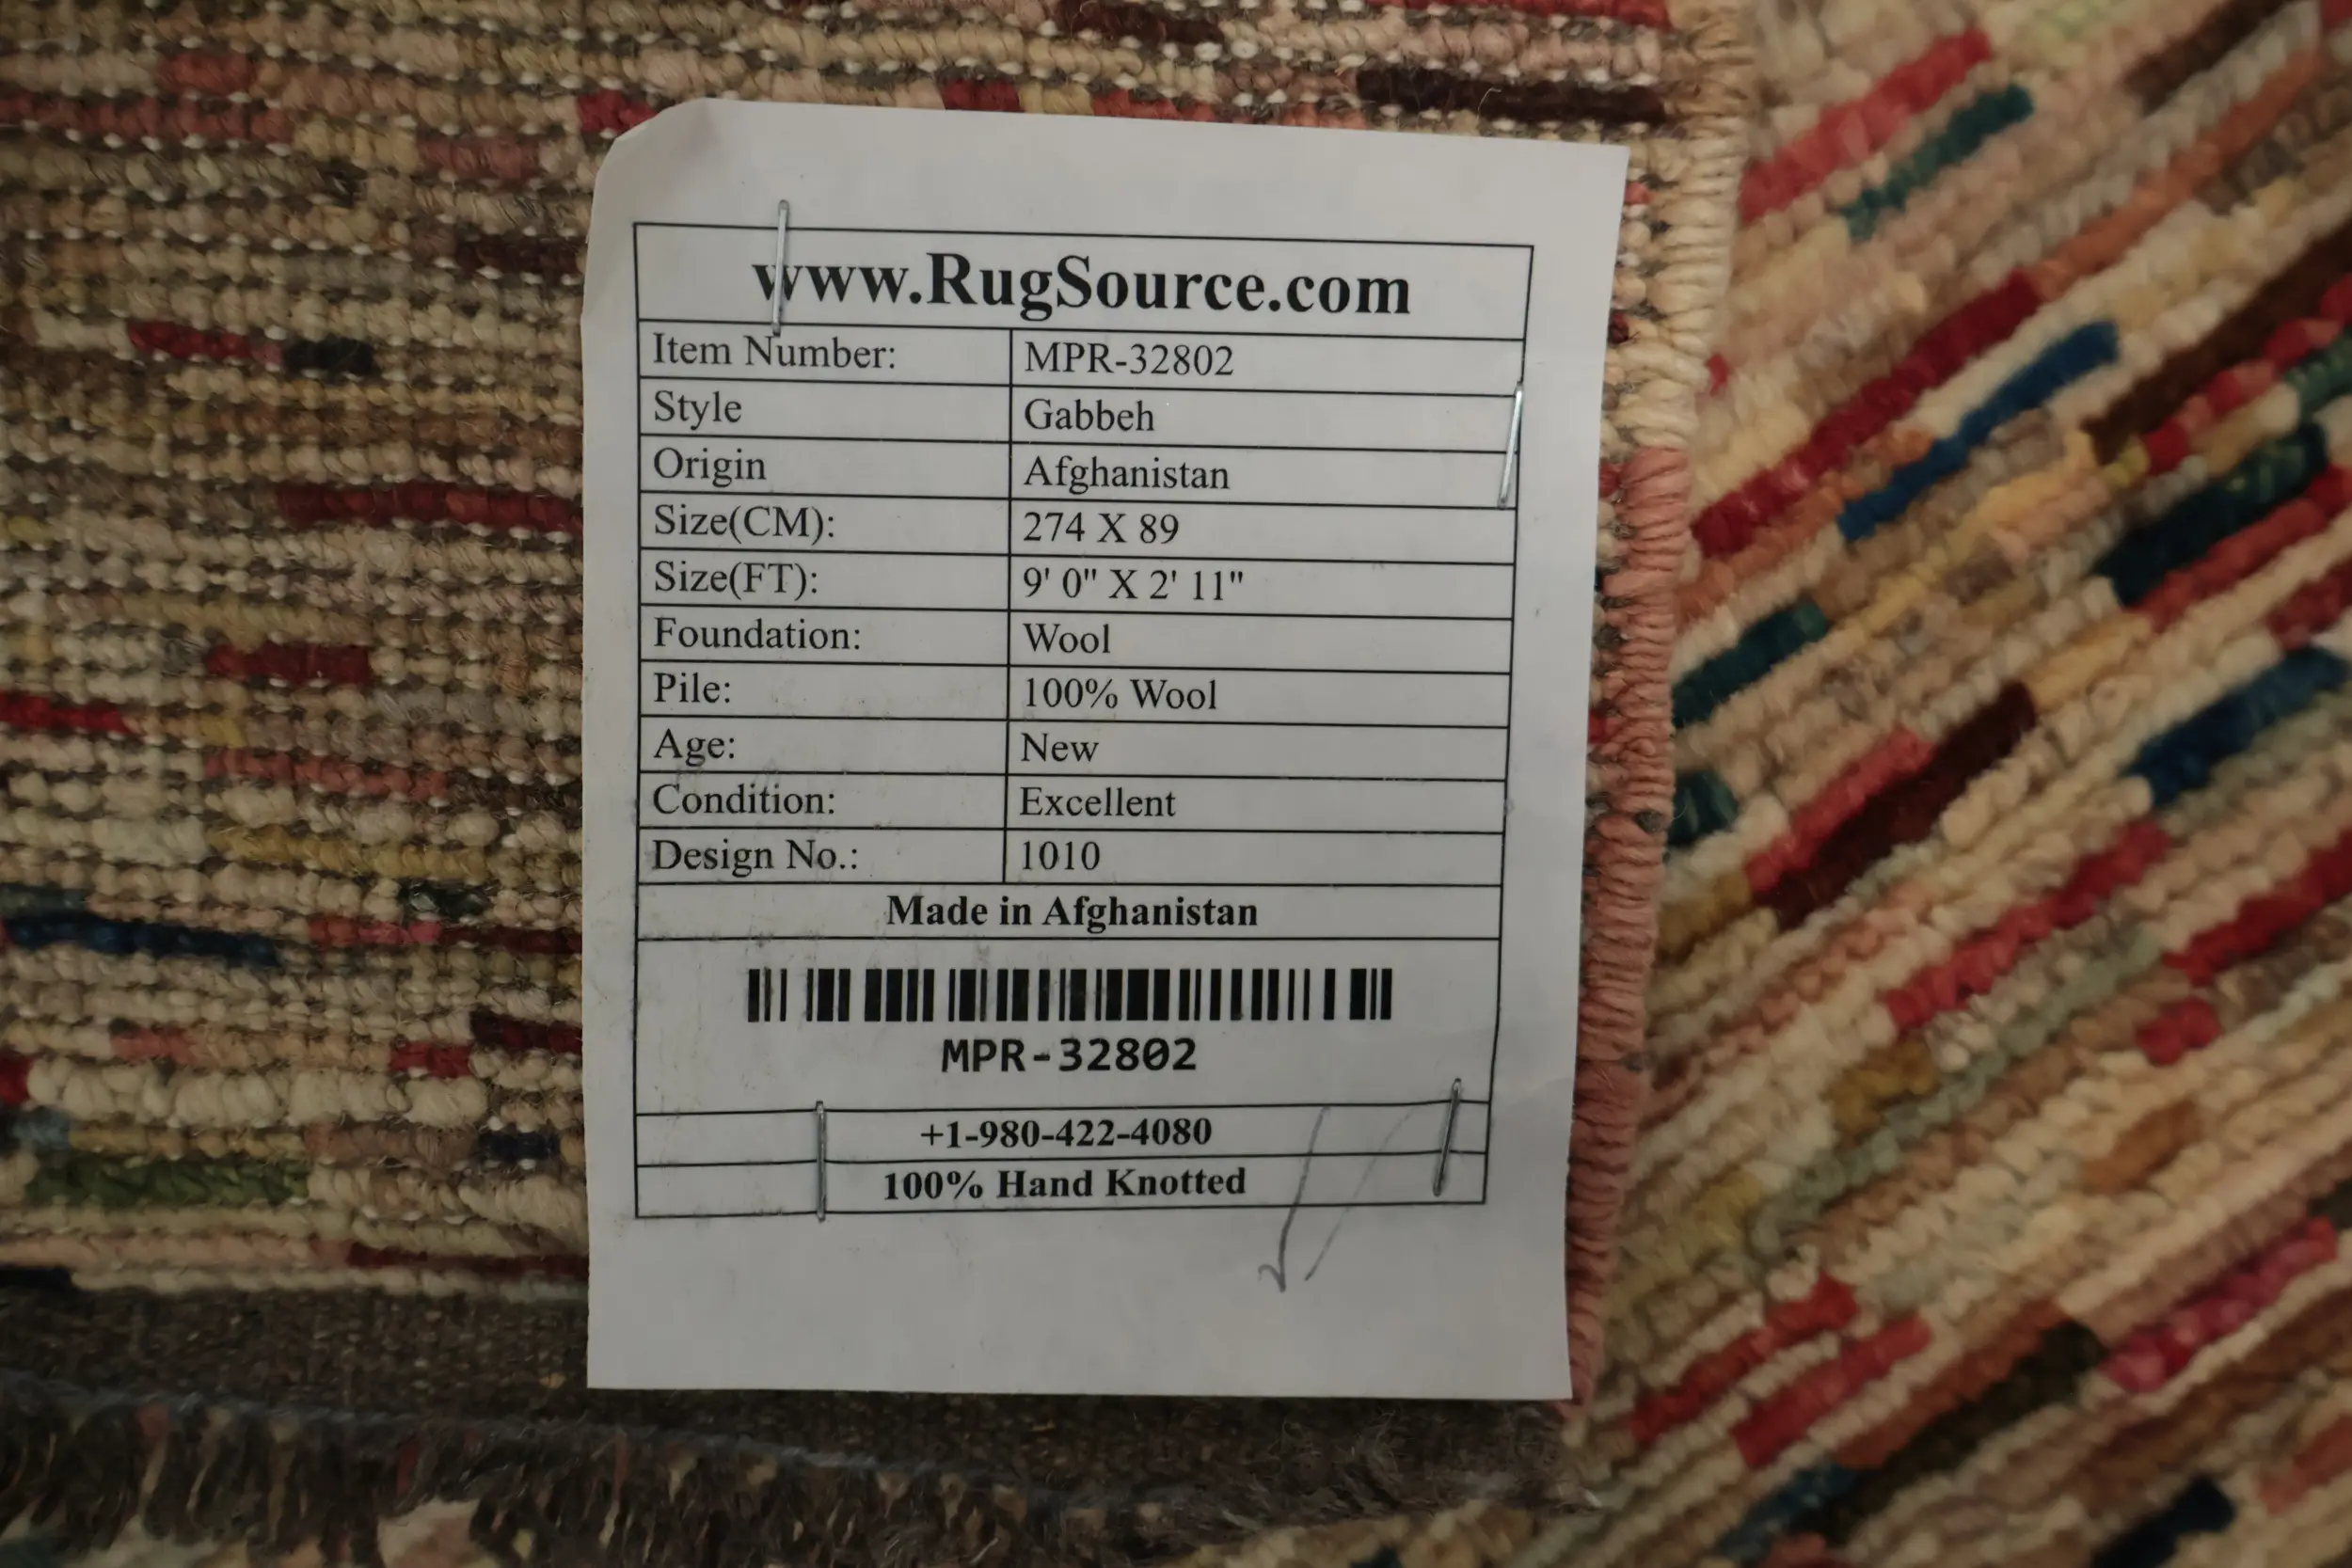 www.RugSource.com
Item Number: MPR-32802
Style Gabbeh
Origin Afghanistan
Size(CM): 274 X 89
Size(FT): 9' 0" X 2' 11"
Foundation: Wool
Pile: 100% Wool
Age: New
Condition: Excellent
Design No.: 1010
Made in Afghanistan
MPR-32802
+1-980-422-4080
100% Hand Knotted